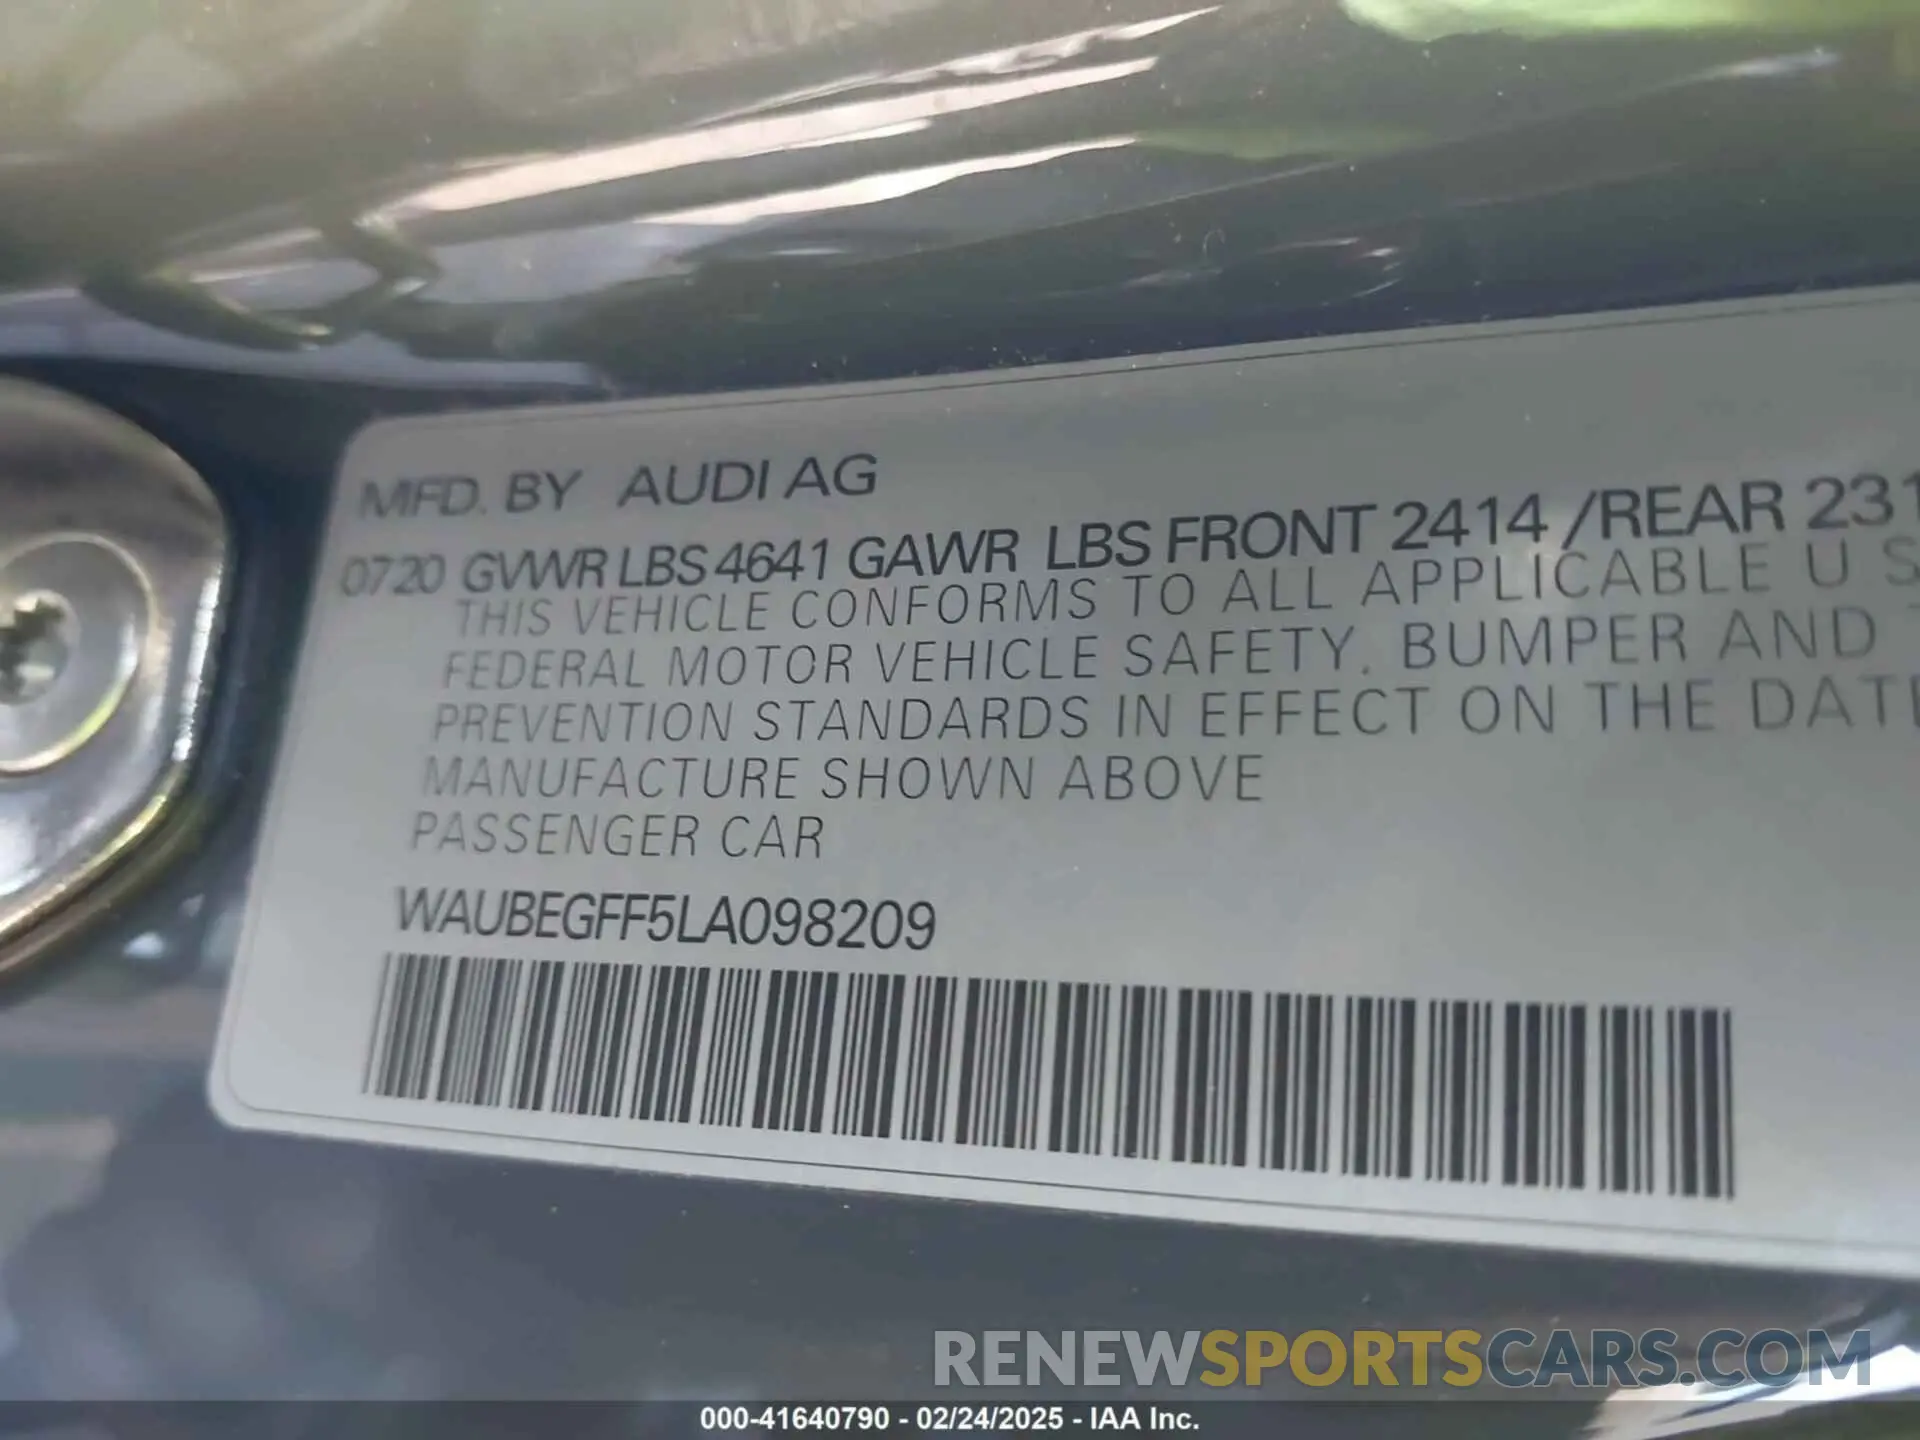 MFD. BY AUDI AG
0720 GVWR LBS 4641 GAWR LBS FRONT 2414 /REAR 231
THIS VEHICLE CONFORMS TO ALL APPLICABLE U S
FEDERAL MOTOR VEHICLE SAFETY. BUMPER AND
PREVENTION STANDARDS IN EFFECT ON THE DATE
MANUFACTURE SHOWN ABOVE
PASSENGER CAR
WAUBEGFF5LA098209
RENEWSPORTSCARS.COM
000-41640790 - 02/24/2025 - IAA Inc.